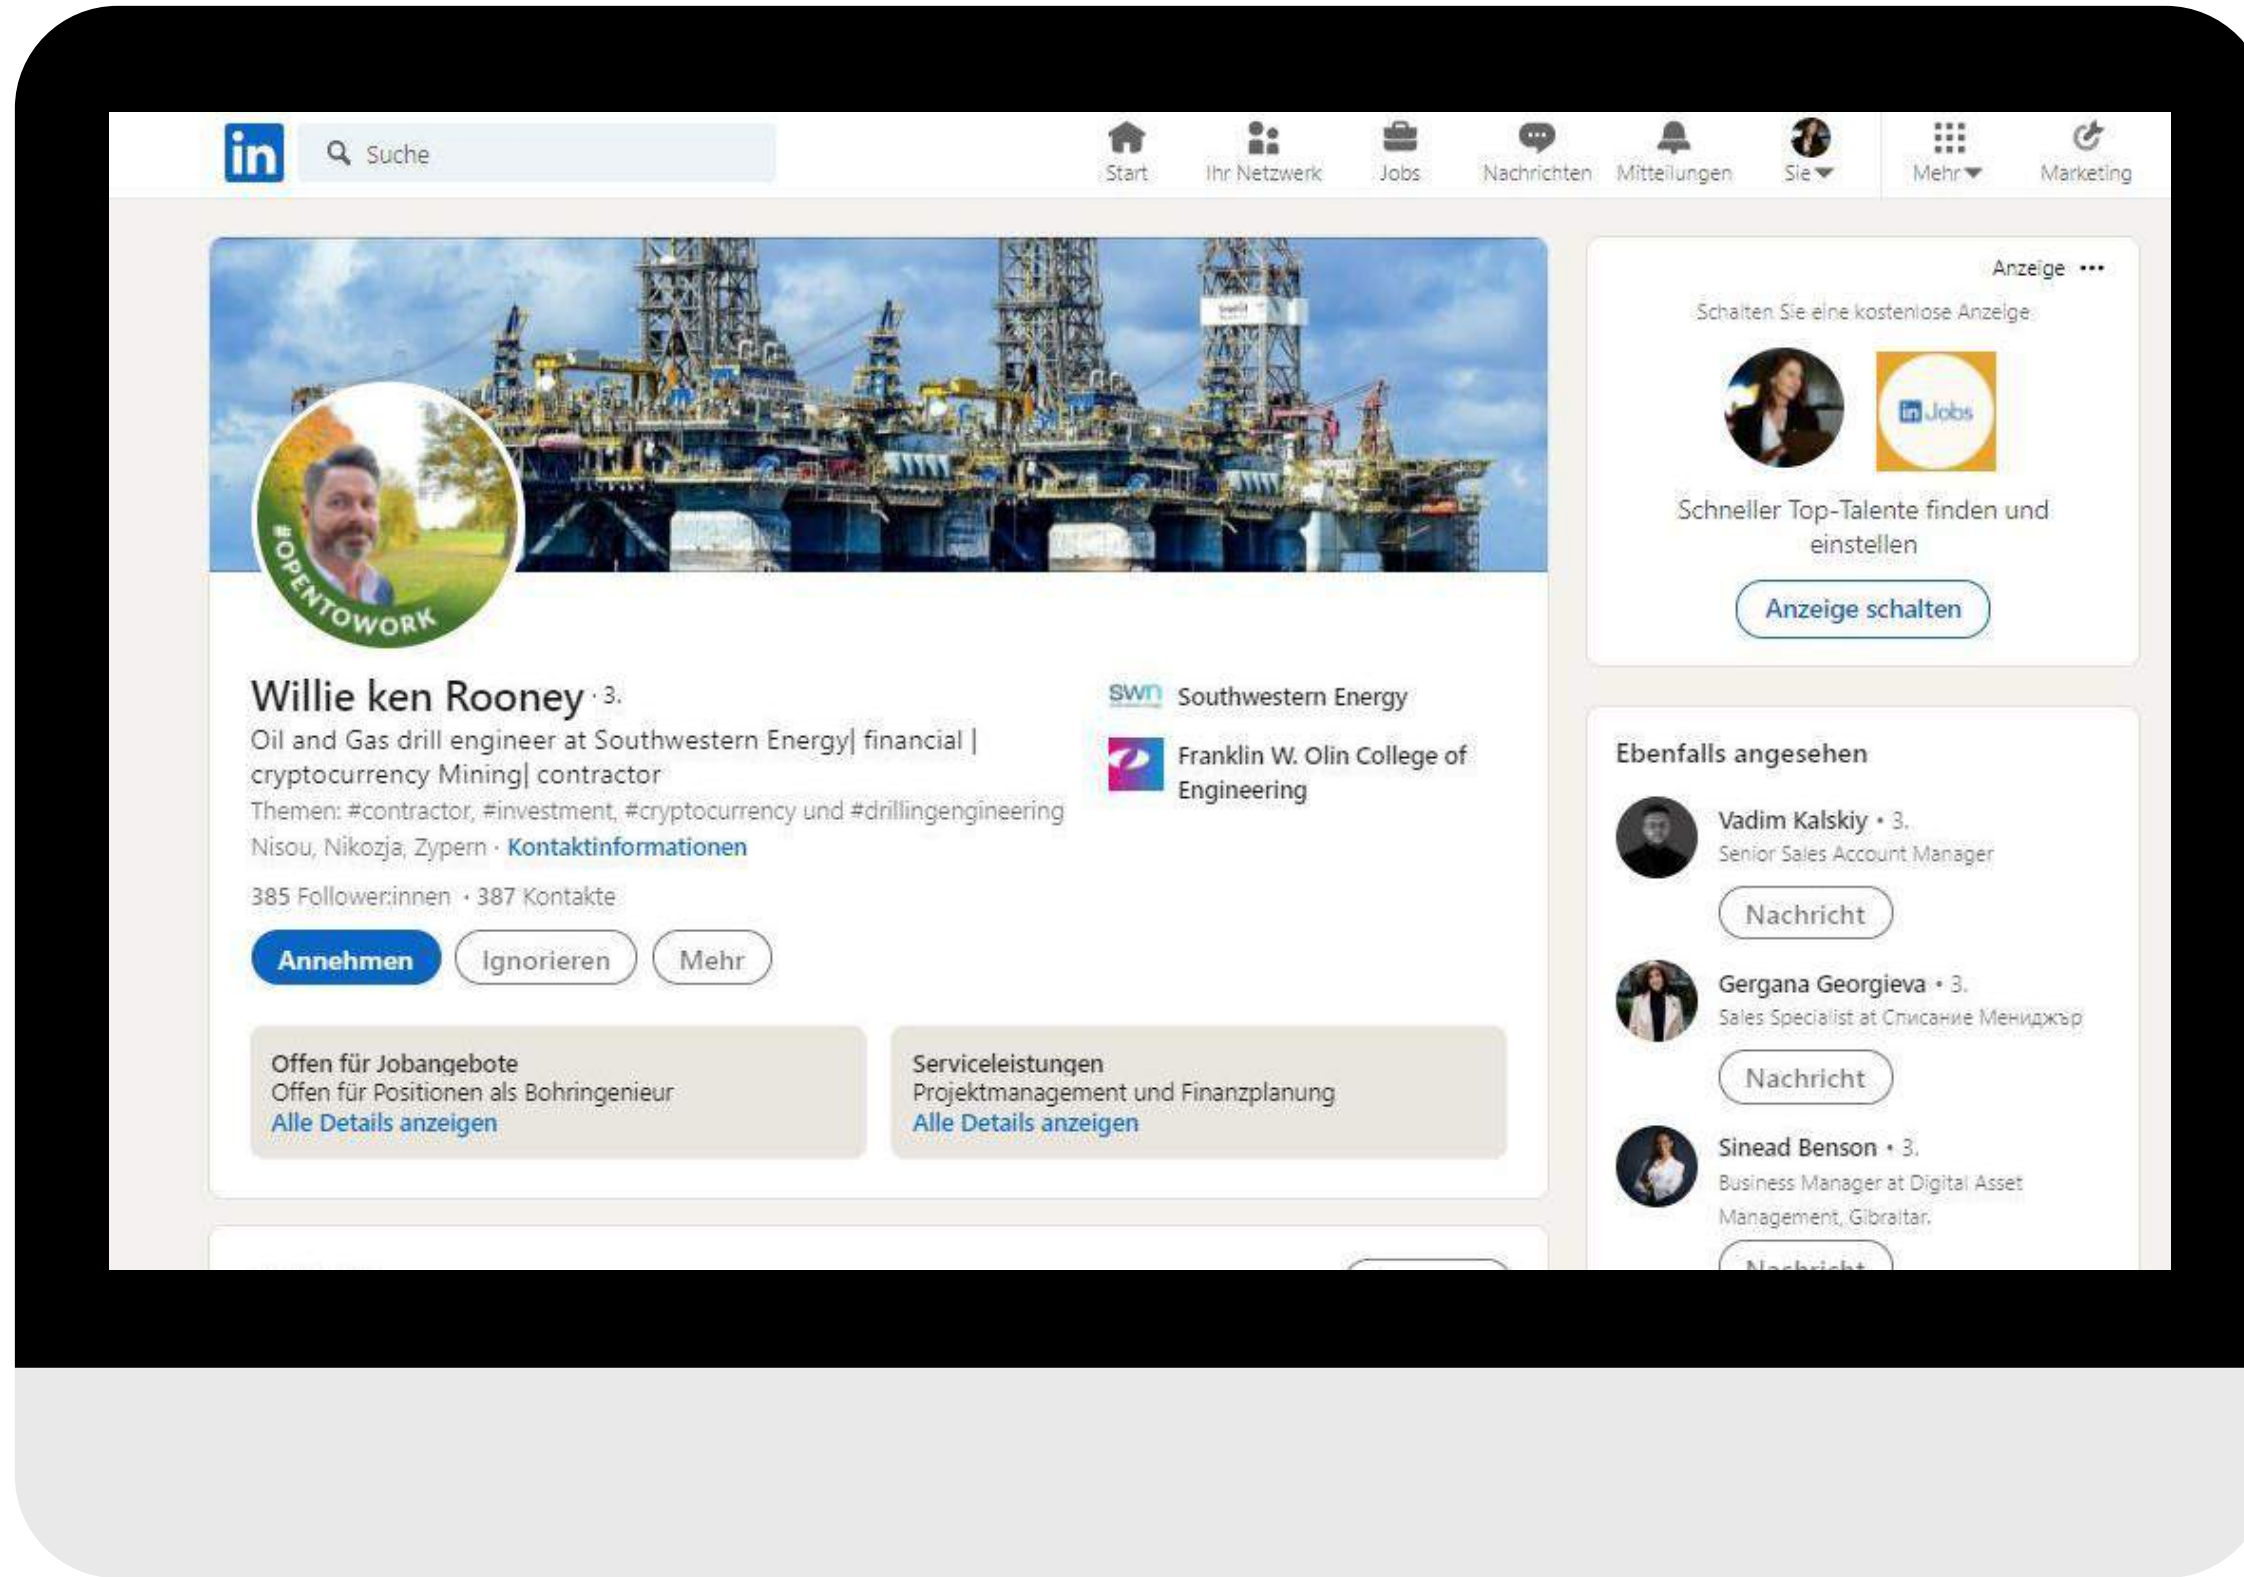 in
Suche
Start
Ihr Netzwerk
Jobs
Nachrichten
Mitteilungen
Sie
Mehr
Marketing
#OPENTOWORK
Willie ken Rooney · 3.
Oil and Gas drill engineer at Southwestern Energy| financial |
cryptocurrency Mining| contractor
Themen: #contractor, #investment, #cryptocurrency und #drillingengineering
Nisou, Nikozja, Zypern · Kontaktinformationen
385 Follower:innen · 387 Kontakte
Annehmen
Ignorieren
Mehr
swn
Southwestern Energy
Franklin W. Olin College of
Engineering
Offen für Jobangebote
Offen für Positionen als Bohringenieur
Alle Details anzeigen
Serviceleistungen
Projektmanagement und Finanzplanung
Alle Details anzeigen
Anzeige •••
Schalten Sie eine kostenlose Anzeige
in Jobs
Schneller Top-Talente finden und
einstellen
Anzeige schalten
Ebenfalls angesehen
Vadim Kalskiy • 3.
Senior Sales Account Manager
Nachricht
Gergana Georgieva • 3.
Sales Specialist at Списание Мениджър
Nachricht
Sinead Benson • 3.
Business Manager at Digital Asset
Management, Gibraltar.
Nachricht